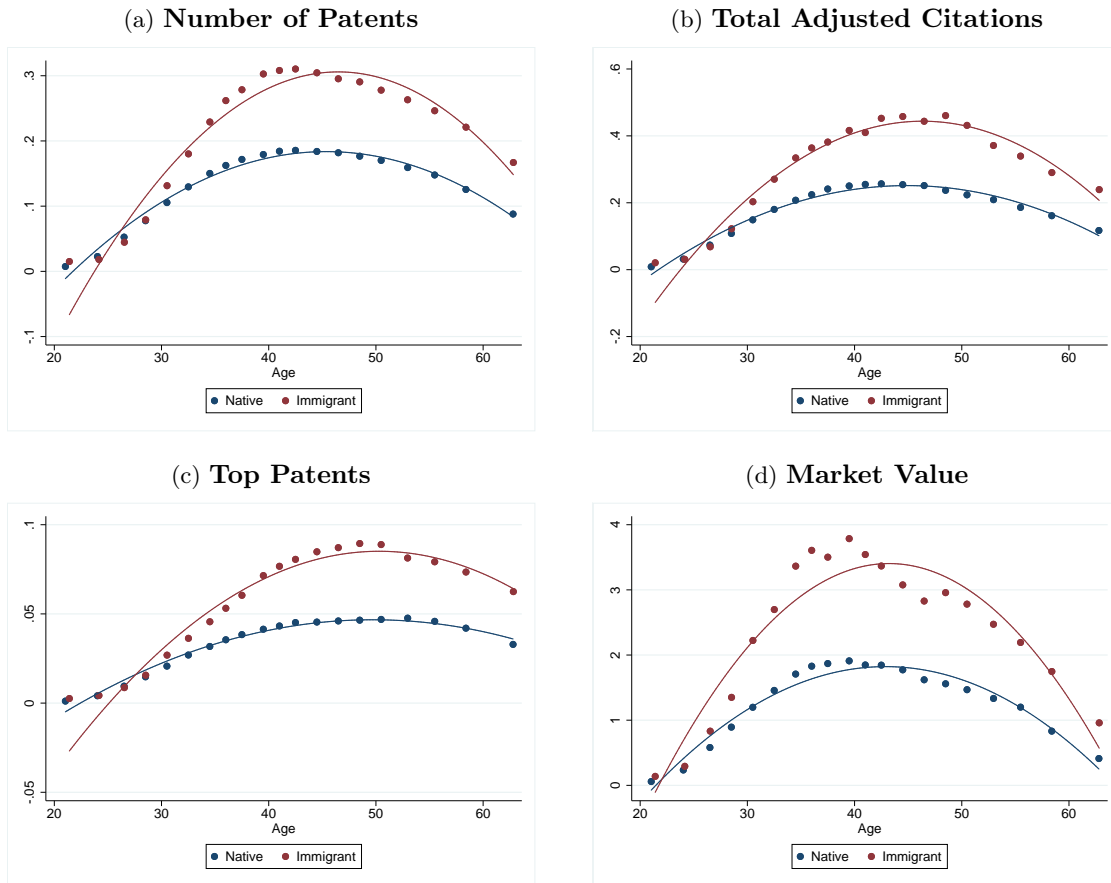 (a) Number of Patents
.3
.2
.1
0
-.1
20 30 40 50 60
Age
Native Immigrant
(b) Total Adjusted Citations
.6
.4
.2
0
-.2
20 30 40 50 60
Age
Native Immigrant
(c) Top Patents
.1
.05
0
-.05
20 30 40 50 60
Age
Native Immigrant
(d) Market Value
4
3
2
1
0
20 30 40 50 60
Age
Native Immigrant